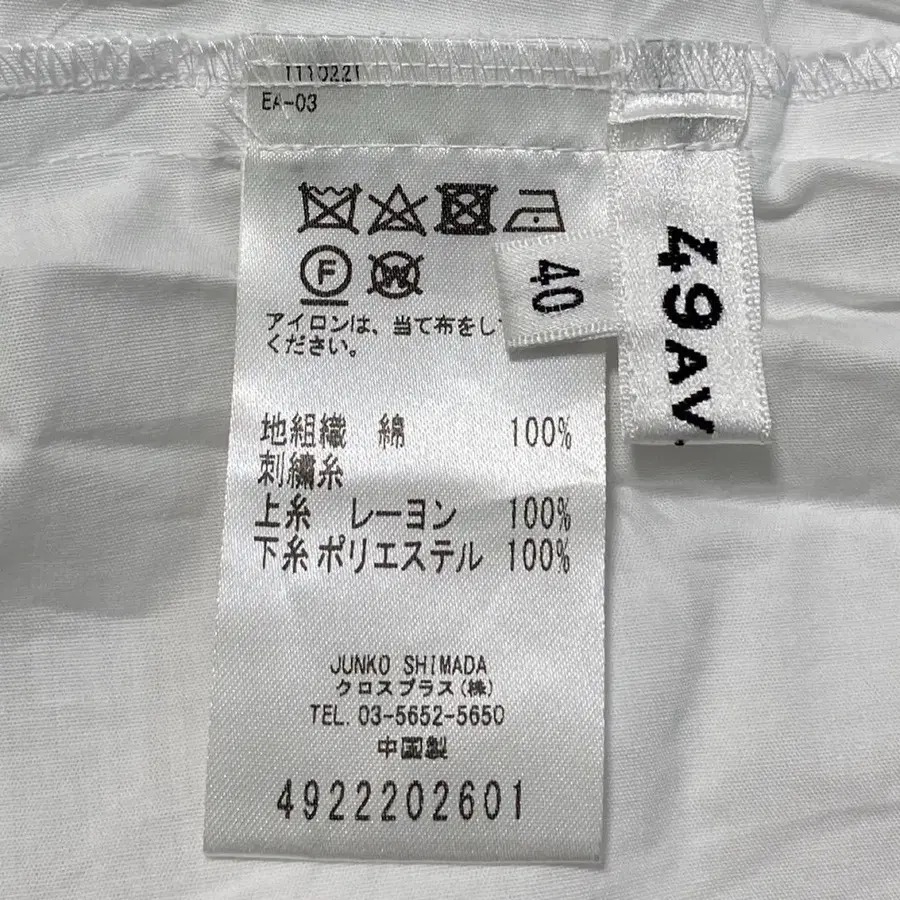 EA-03
F
W
アイロンは、当て布をし
ください。
地組織 綿 100%
刺繍糸
上糸 レーヨン 100%
下糸 ポリエステル 100%
JUNKO SHIMADA
クロスプラス(株)
TEL. 03-5652-5650
中国製
4922202601
40
49AV.